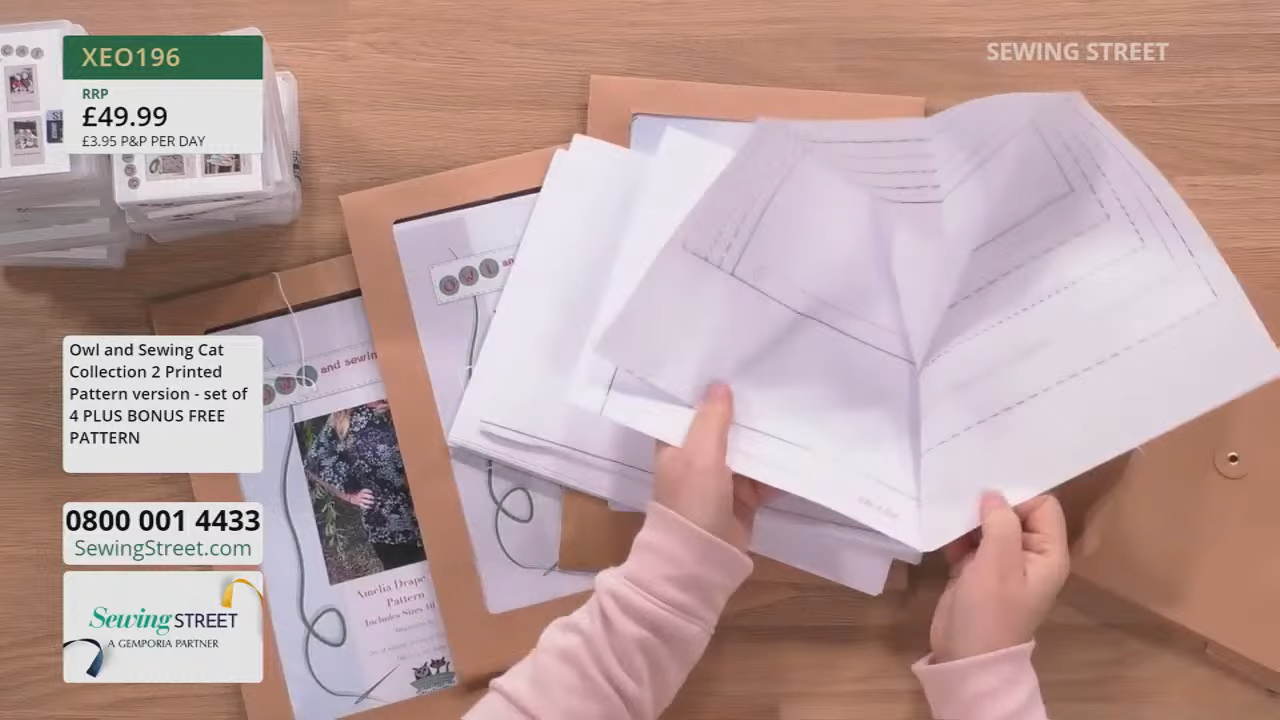 XEO196
SEWING STREET
RRP
£49.99
£3.95 P&P PER DAY
Owl and Sewing Cat
Collection 2 Printed
Pattern version - set of
4 PLUS BONUS FREE
PATTERN
0800 001 4433
SewingStreet.com
Sewing STREET
A GEMPORIA PARTNER
O W L an
O W L and sewin
Amelia Drape
Pattern
Includes Sizes